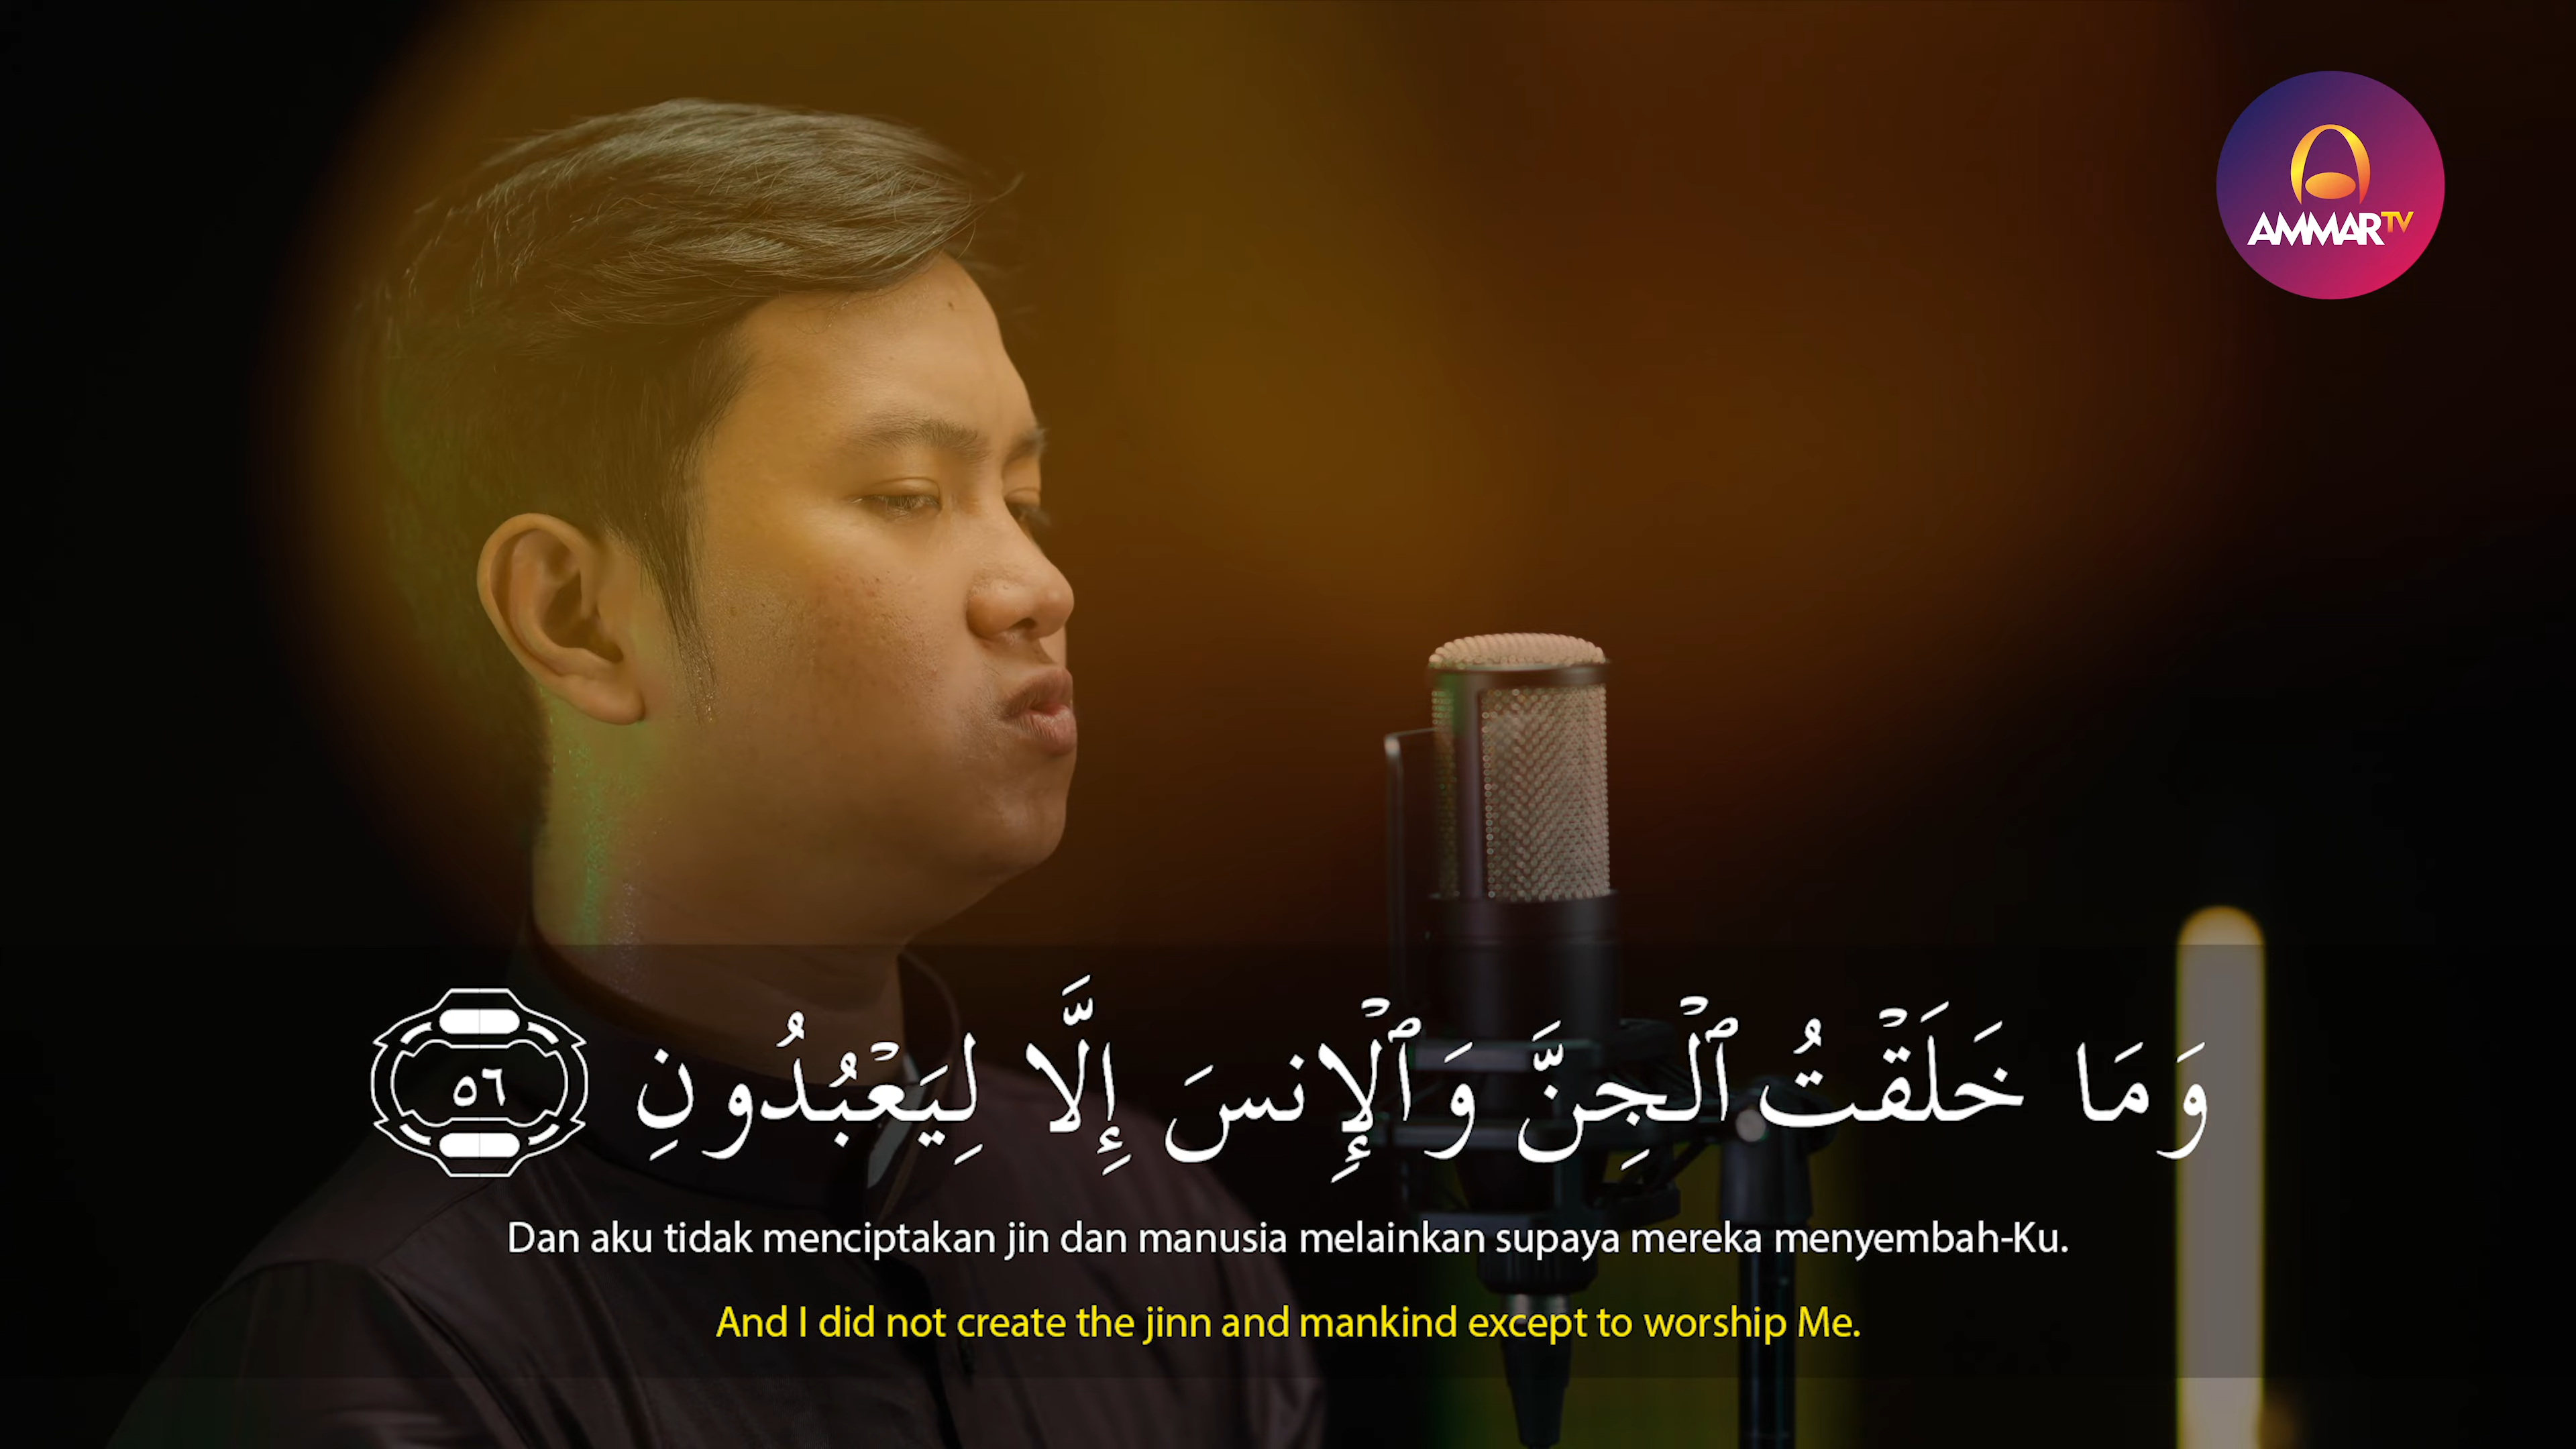 AMMARTV
وَمَا خَلَقْتُ ٱلْجِنَّ وَٱلْإِنسَ إِلَّا لِيَعْبُدُونِ ٥٦
Dan aku tidak menciptakan jin dan manusia melainkan supaya mereka menyembah-Ku.
And I did not create the jinn and mankind except to worship Me.